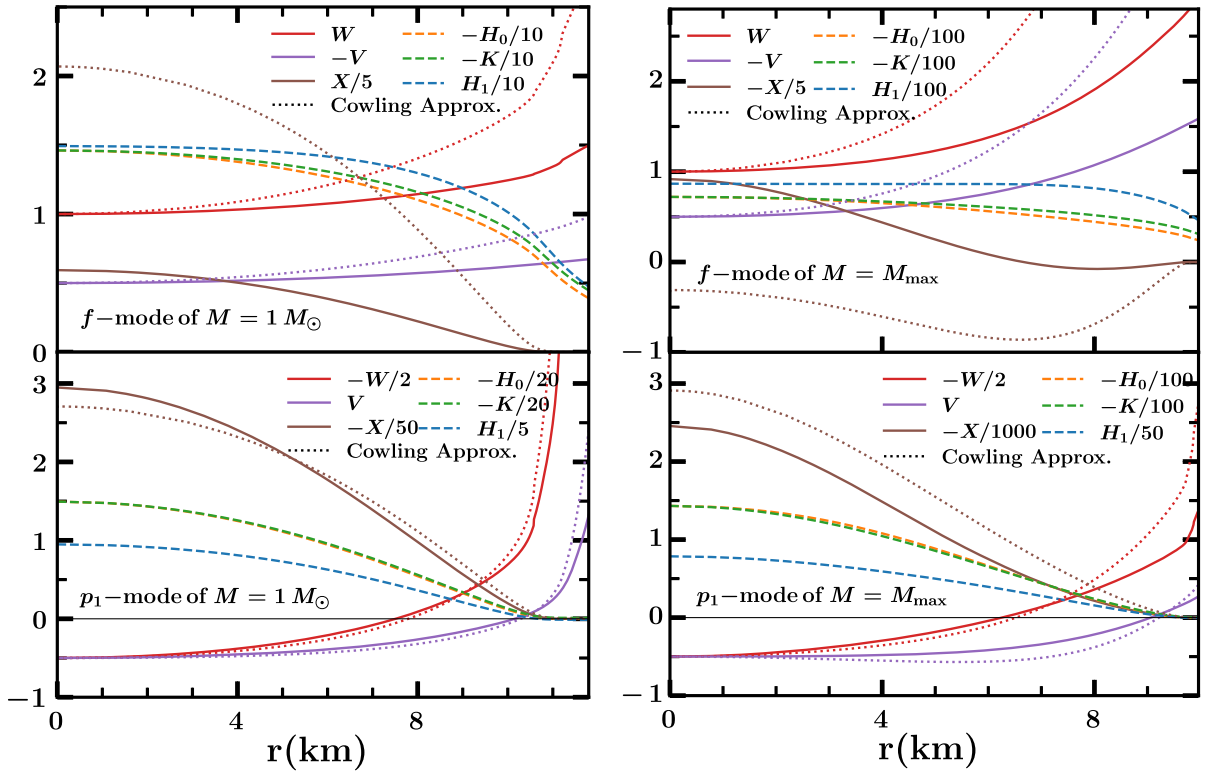 W
−H₀/10
−V
−K/10
X/5
H₁/10
Cowling Approx.
2
1
0
f−mode of M = 1 M⊙
W
−H₀/100
−V
−K/100
−X/5
H₁/100
Cowling Approx.
2
1
0
−1
f−mode of M = Mmax
−W/2
−H₀/20
V
−K/20
−X/50
H₁/5
Cowling Approx.
3
2
1
0
−1
p₁−mode of M = 1 M⊙
0
4
8
r(km)
−W/2
−H₀/100
V
−K/100
−X/1000
H₁/50
Cowling Approx.
3
2
1
0
−1
p₁−mode of M = Mmax
0
4
8
r(km)